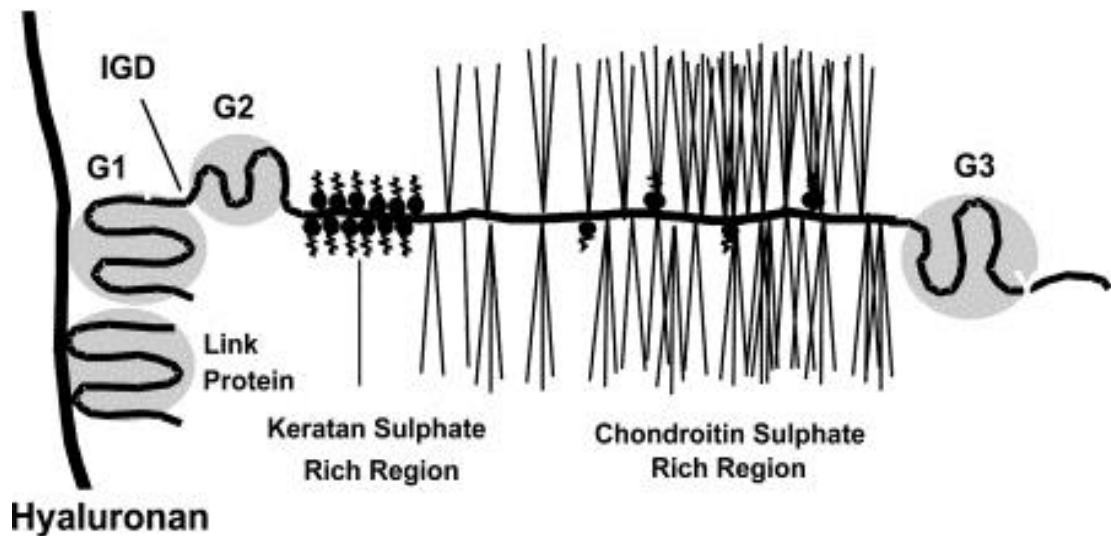 IGD
G2
G1
G3
Link
Protein
Keratan Sulphate
Rich Region
Chondroitin Sulphate
Rich Region
Hyaluronan